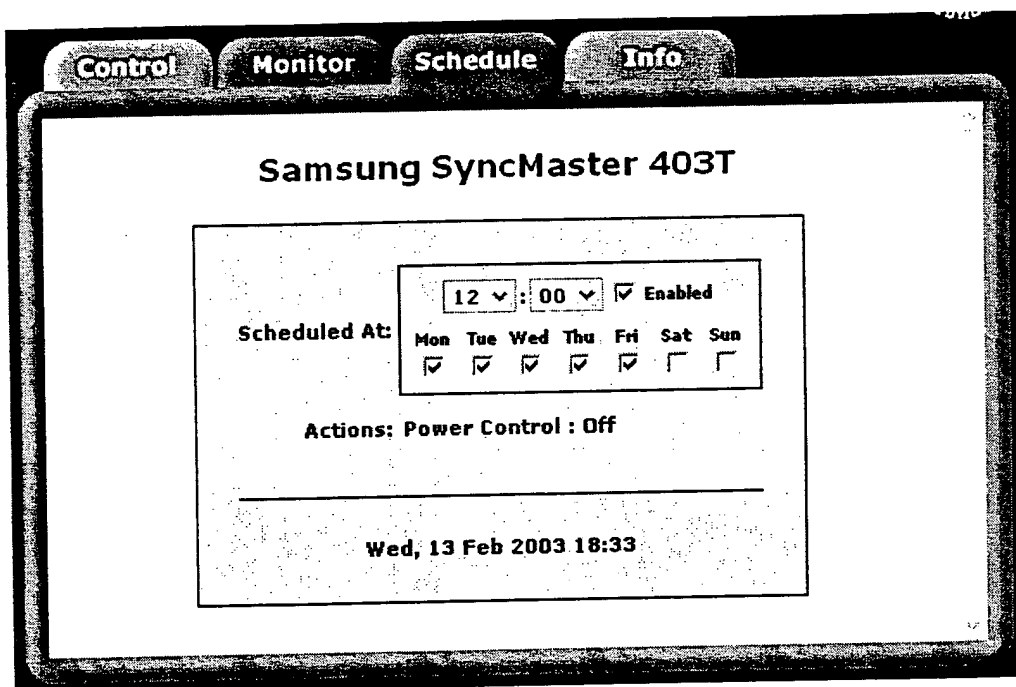 Control Monitor Schedule Info
Samsung SyncMaster 403T
12 : 00 Enabled
Scheduled At:
Mon Tue Wed Thu Fri Sat Sun
Actions: Power Control : Off
Wed, 13 Feb 2003 18:33